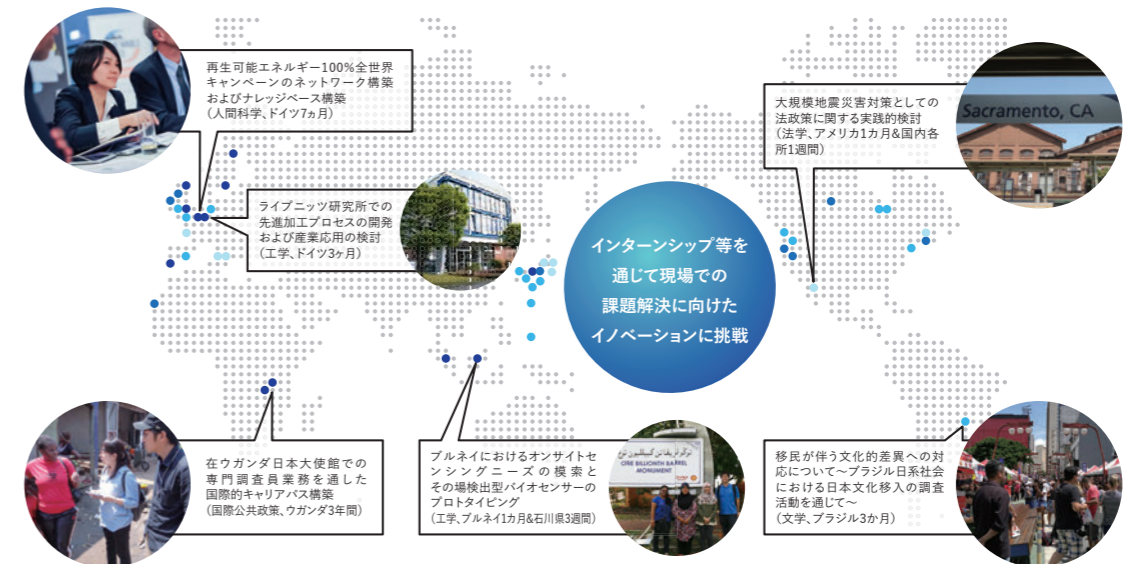 再生可能エネルギー100%全世界
キャンペーンのネットワーク構築
およびナレッジベース構築
(人間科学、ドイツ7ヵ月)
大規模地震災害対策としての
法政策に関する実践的検討
(法学、アメリカ1カ月&国内各
所1週間)
Sacramento, CA
ライプニッツ研究所での
先進加工プロセスの開発
および産業応用の検討
(工学、ドイツ3ヶ月)
インターンシップ等を
通じて現場での
課題解決に向けた
イノベーションに挑戦
在ウガンダ日本大使館での
専門調査員業務を通した
国際的キャリアパス構築
(国際公共政策、ウガンダ3年間)
ブルネイにおけるオンサイトセ
ンシングニーズの模索と
その場検出型バイオセンサーの
プロトタイピング
(工学、ブルネイ1カ月&石川県3週間)
ONE BILLIONTH BARREL
MONUMENT
移民が伴う文化的差異への対
応について〜ブラジル日系社会
における日本文化移入の調査
活動を通じて〜
(文学、ブラジル3か月)